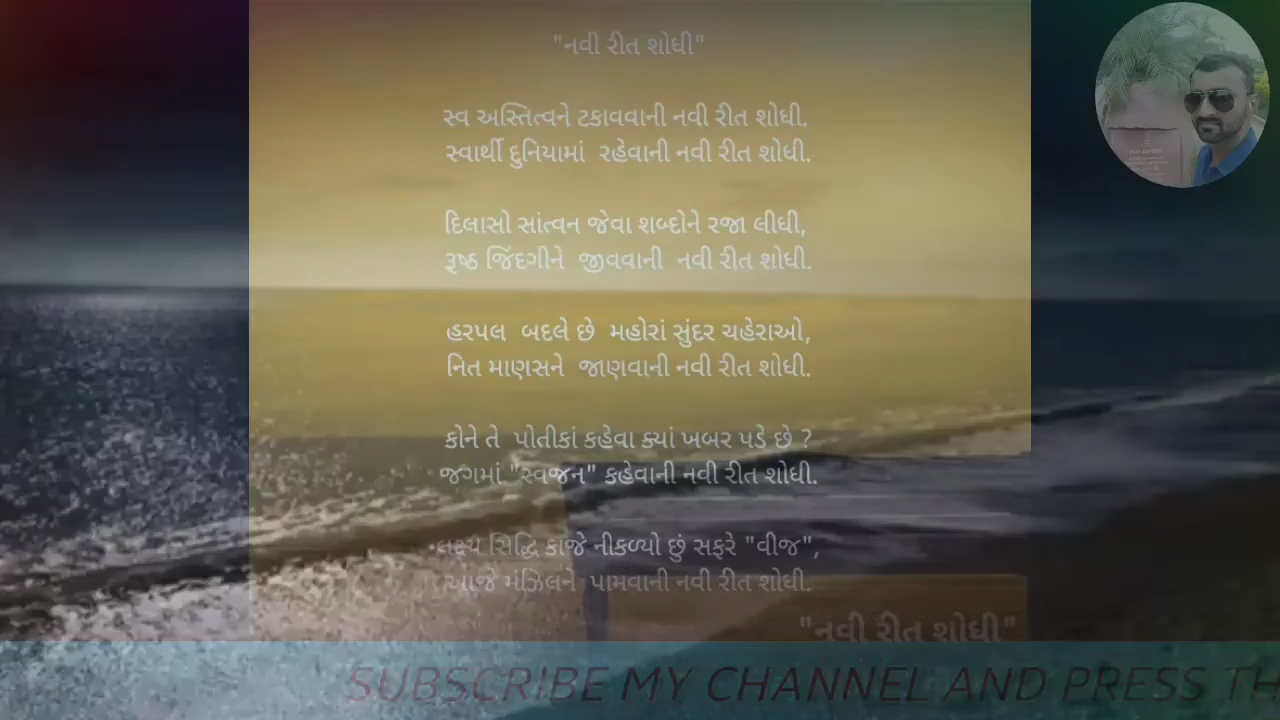 "નવી રીત શોધી"
સ્વ અસ્તિત્વને ટકાવવાની નવી રીત શોધી.
સ્વાર્થી દુનિયામાં રહેવાની નવી રીત શોધી.
દિલાસો સાંત્વન જેવા શબ્દોને રજા લીધી,
રૂષ્ઠ જિંદગીને જીવવાની નવી રીત શોધી.
હરપલ બદલે છે મહોરાં સુંદર ચહેરાઓ,
નિત માણસને જાણવાની નવી રીત શોધી.
કોને તે પોતીકાં કહેવા ક્યાં ખબર પડે છે ?
જગમાં "સ્વજન" કહેવાની નવી રીત શોધી.
લક્ષ્ય સિદ્ધિ કાજે નીકળ્યો છું સફરે "વીજ",
આજે મંઝિલને પામવાની નવી રીત શોધી.
"નવી રીત શોધી"
SUBSCRIBE MY CHANNEL AND PRESS TH